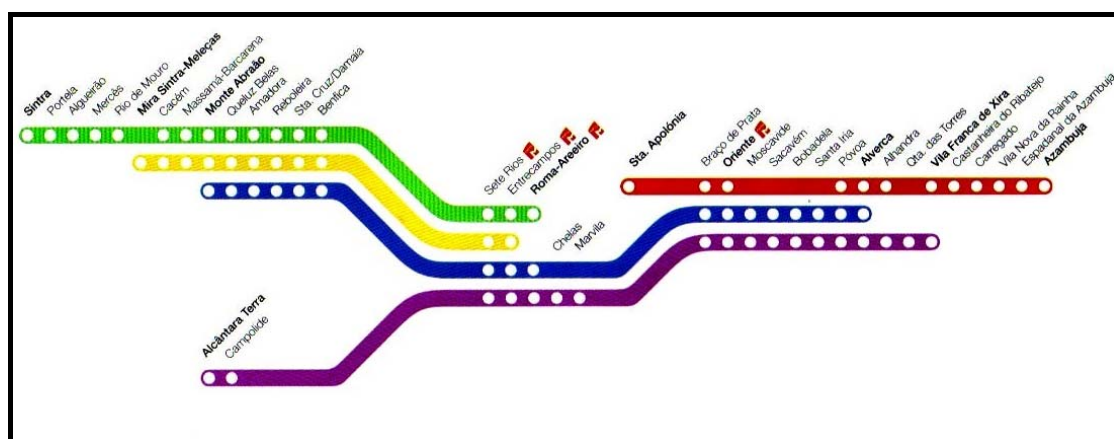 Sintra
Portela
Algueirão
Mercês
Rio de Mouro
Mira Sintra-Meleças
Cacém
Massamá-Barcarena
Monte Abraão
Queluz Belas
Amadora
Reboleira
Sta. Cruz/Damaia
Benfica
Sete Rios
Entrecampos
Roma-Areeiro
Chelas
Marvila
Alcântara Terra
Campolide
Sta. Apolónia
Braço de Prata
Oriente
Moscavide
Sacavém
Bobadela
Santa Iria
Póvoa
Alverca
Alhandra
Qta. das Torres
Vila Franca de Xira
Castanheira do Ribatejo
Carregado
Vila Nova da Rainha
Espadanal da Azambuja
Azambuja